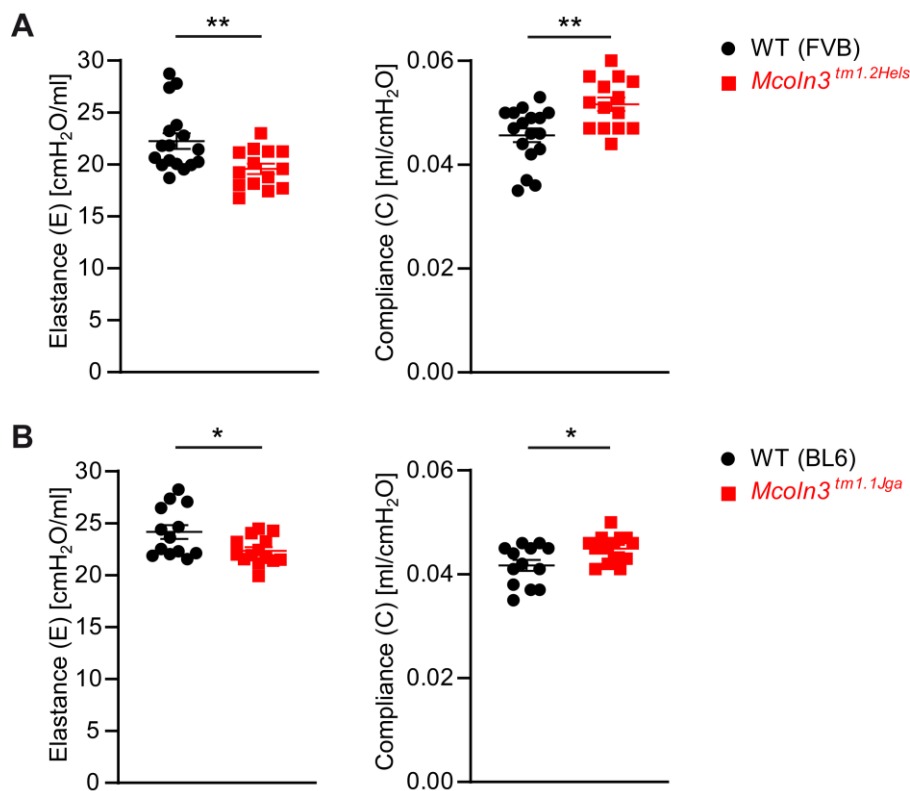 A
**
**
Elastance (E) [cmH₂O/ml]
30
25
20
15
10
5
0
Compliance (C) [ml/cmH₂O]
0.06
0.04
0.02
0.00
WT (FVB)
Mcoln3 tm1.2Hels
B
*
*
Elastance (E) [cmH₂O/ml]
30
25
20
15
10
5
0
Compliance (C) [ml/cmH₂O]
0.06
0.04
0.02
0.00
WT (BL6)
Mcoln3 tm1.1Jga